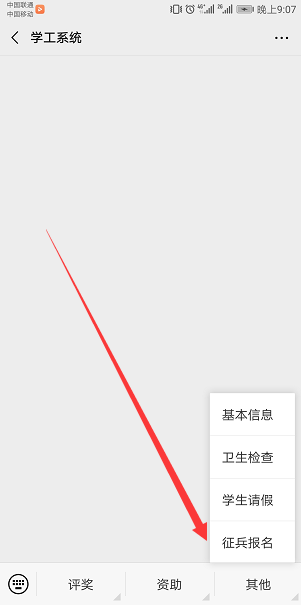 中国联通
中国移动
4G+ 2G 晚上9:07
学工系统
基本信息
卫生检查
学生请假
征兵报名
评奖 资助 其他